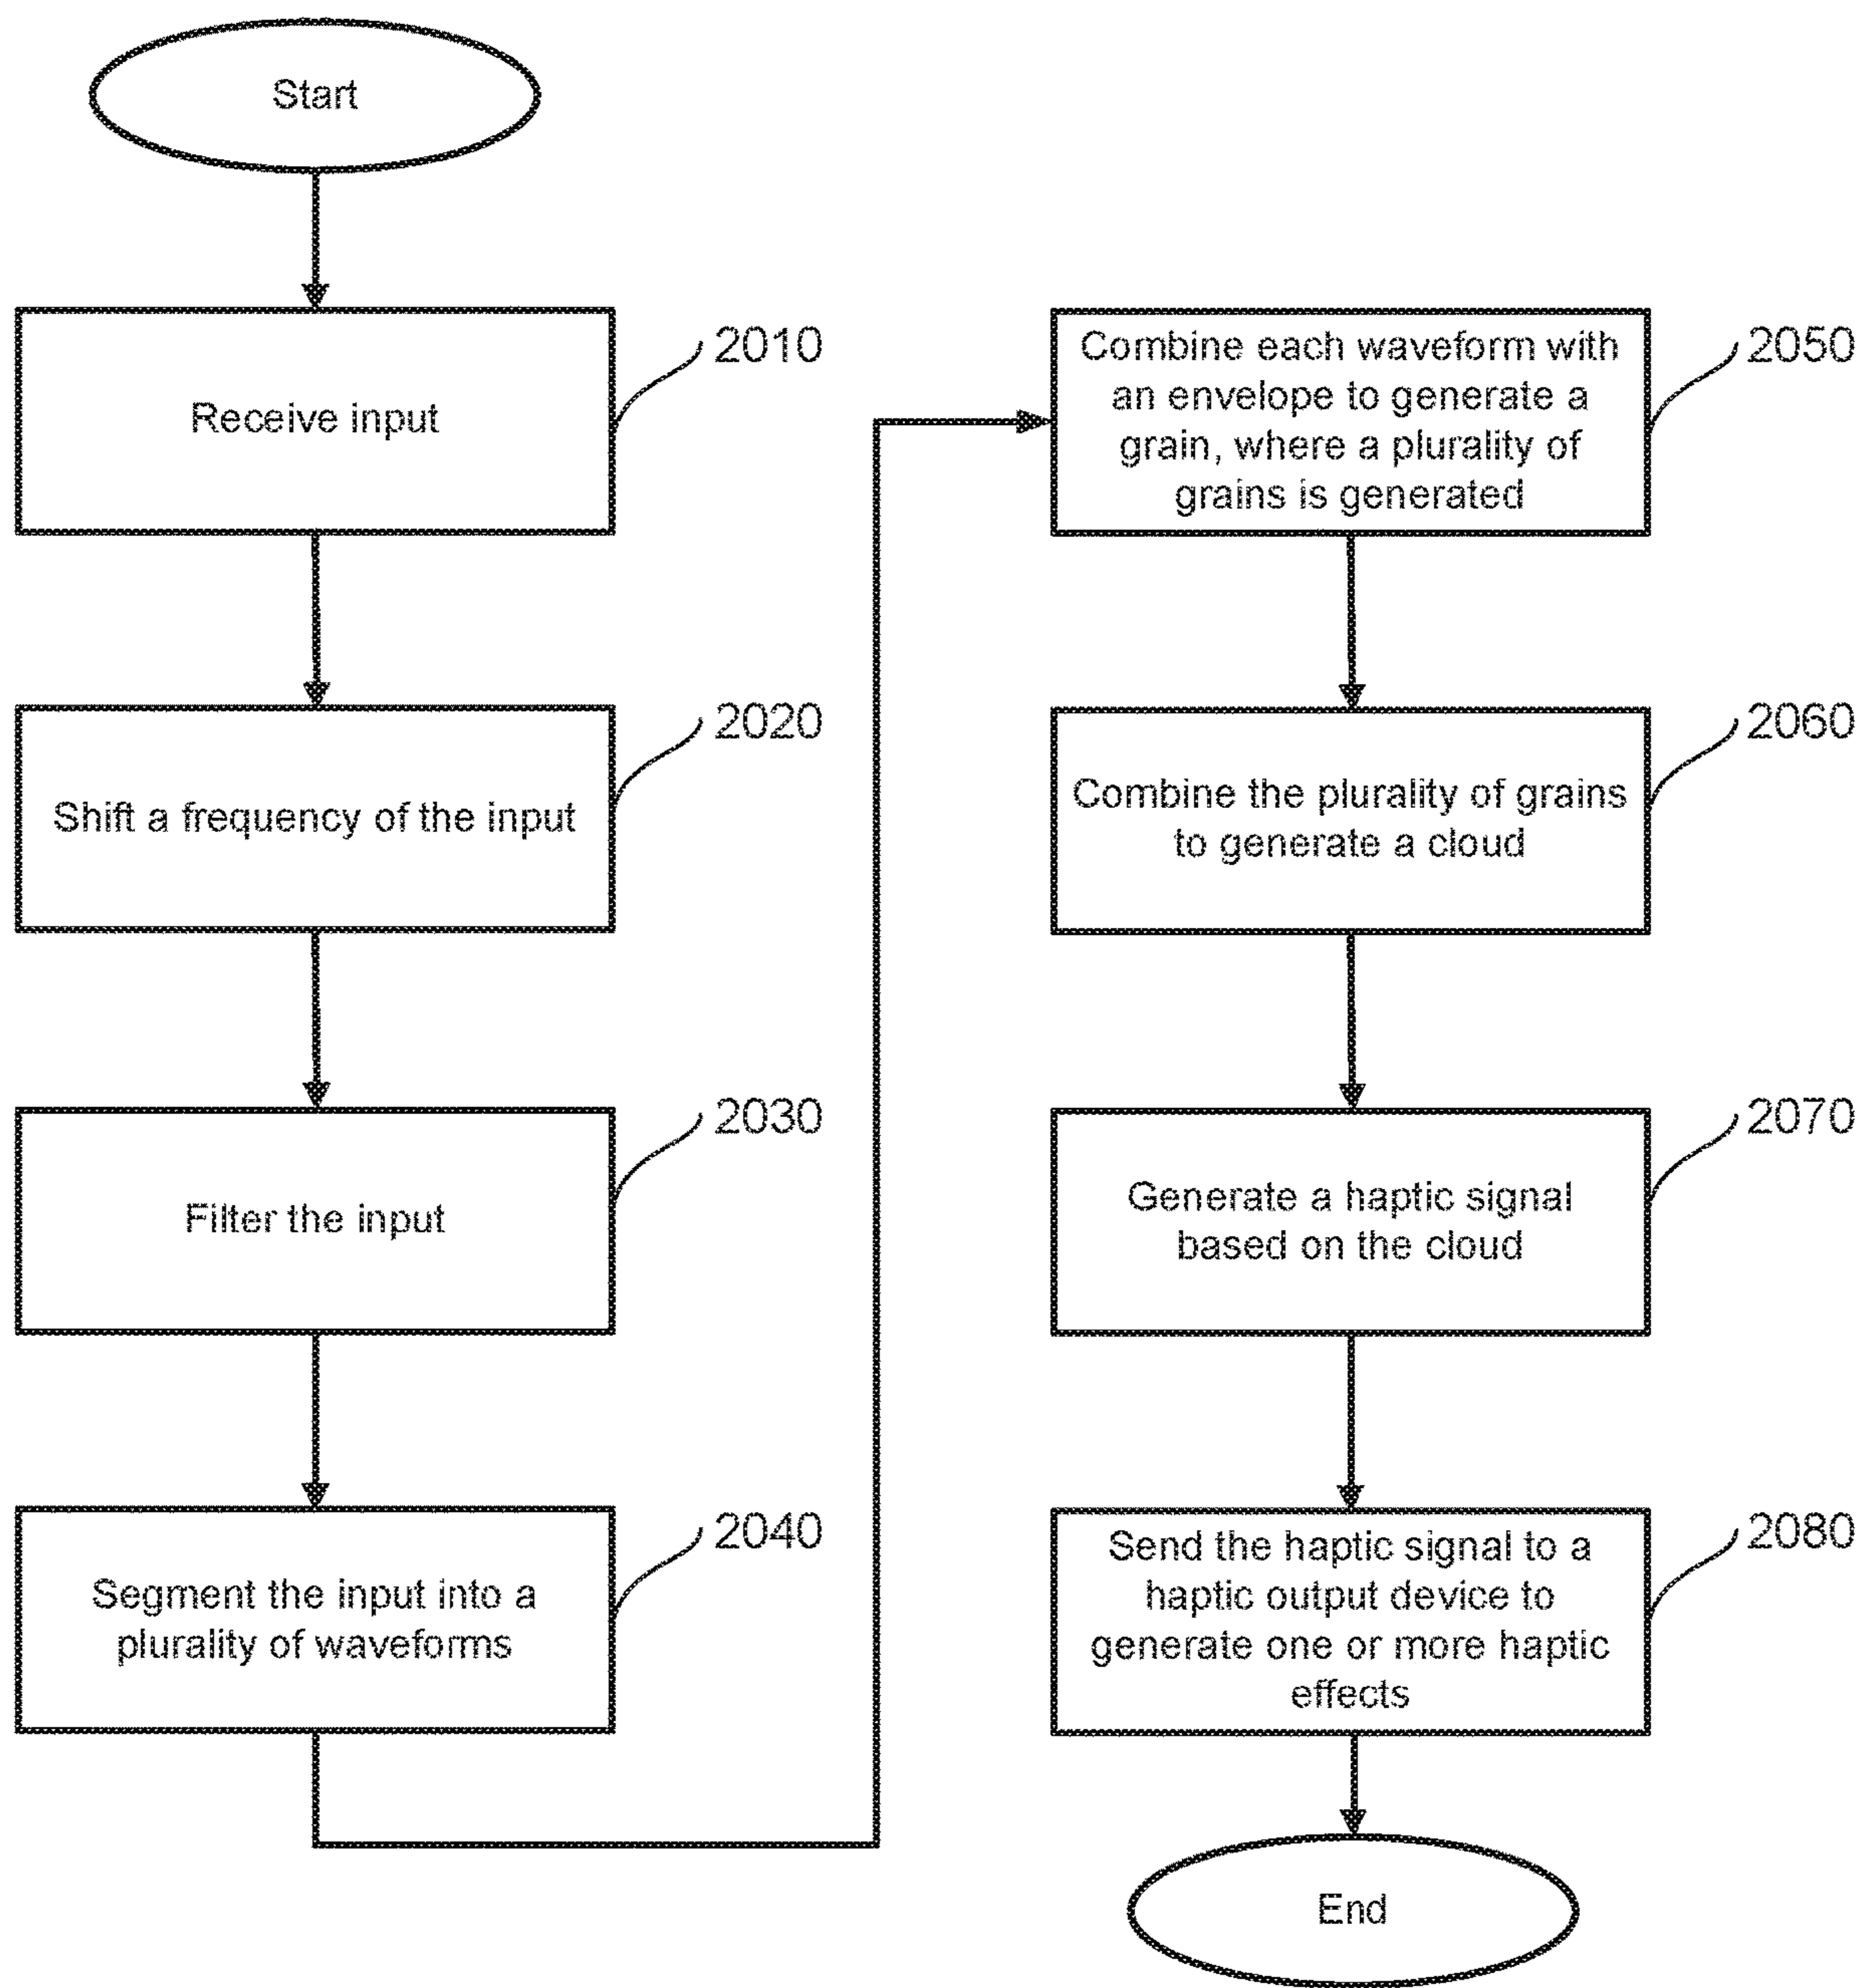 Start
Receive input
2010
Shift a frequency of the input
2020
Filter the input
2030
Segment the input into a
plurality of waveforms
2040
Combine each waveform with
an envelope to generate a
grain, where a plurality of
grains is generated
2050
Combine the plurality of grains
to generate a cloud
2060
Generate a haptic signal
based on the cloud
2070
Send the haptic signal to a
haptic output device to
generate one or more haptic
effects
2080
End